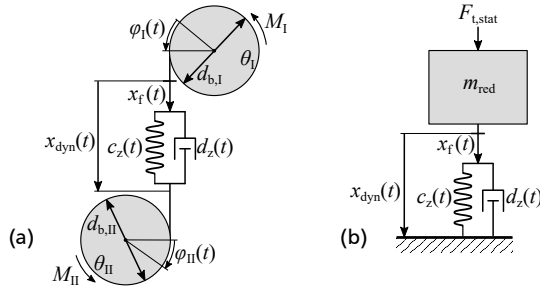 φI(t)
MI
θI
db,I
xf(t)
xdyn(t)
cz(t)
dz(t)
db,II
(a)
θII
φII(t)
MII
Ft,stat
mred
xf(t)
xdyn(t)
cz(t)
dz(t)
(b)